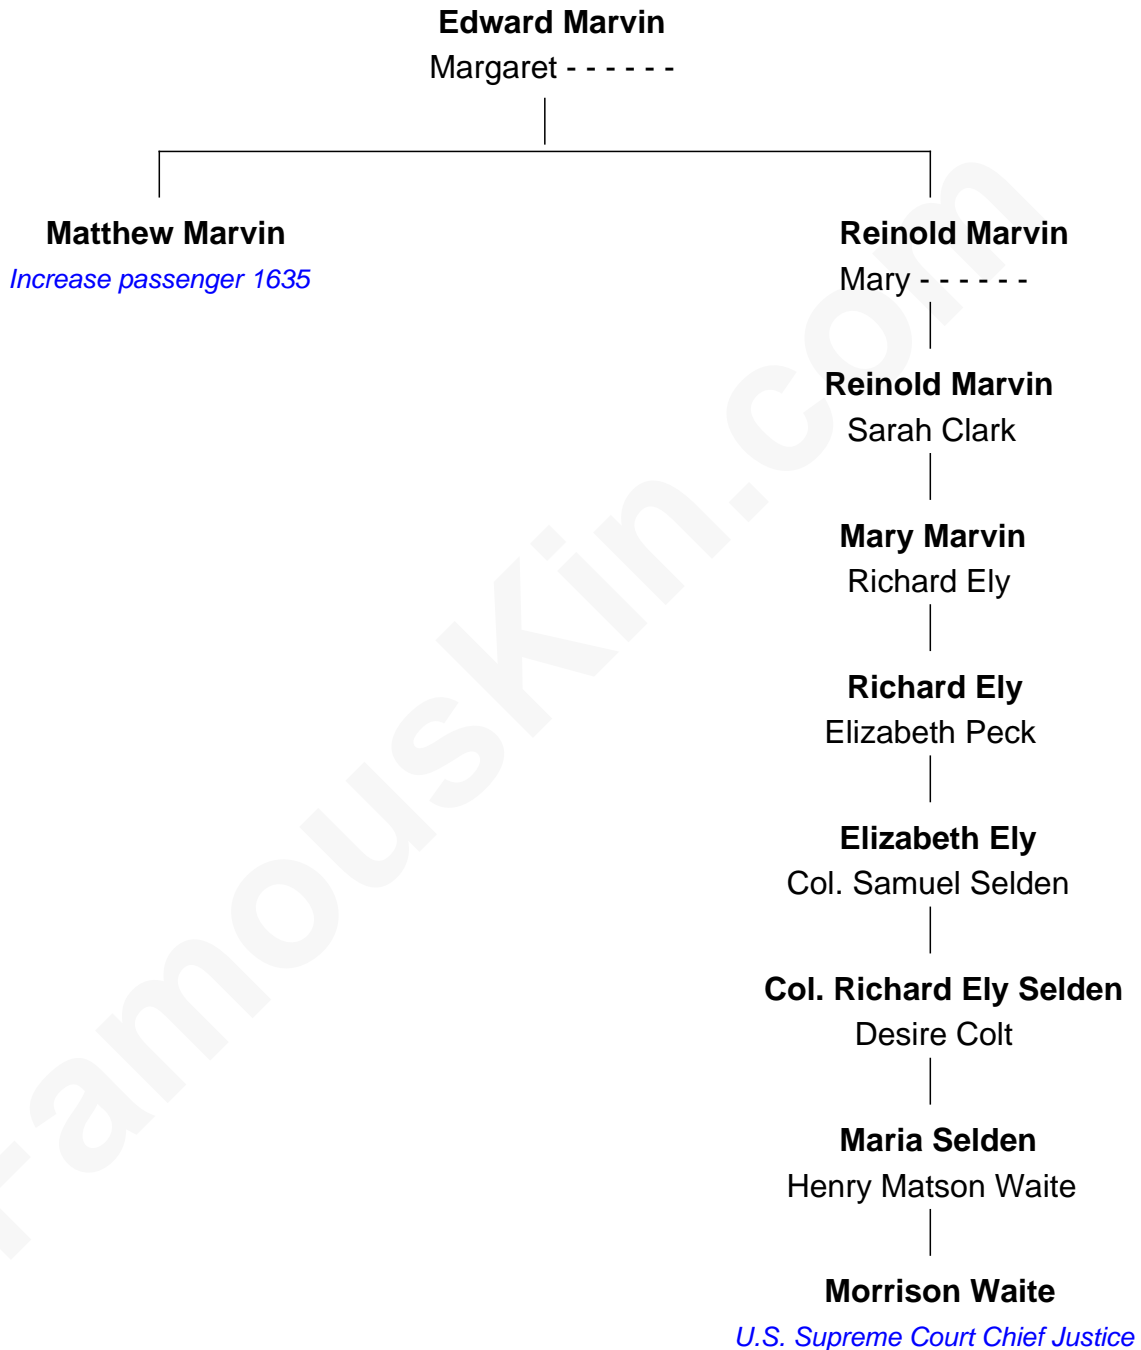 Edward Marvin
Margaret - - - - - -
Matthew Marvin
Increase passenger 1635
Reinold Marvin
Mary - - - - - -
Reinold Marvin
Sarah Clark
Mary Marvin
Richard Ely
Richard Ely
Elizabeth Peck
Elizabeth Ely
Col. Samuel Selden
Col. Richard Ely Selden
Desire Colt
Maria Selden
Henry Matson Waite
Morrison Waite
U.S. Supreme Court Chief Justice
FamousKin.com